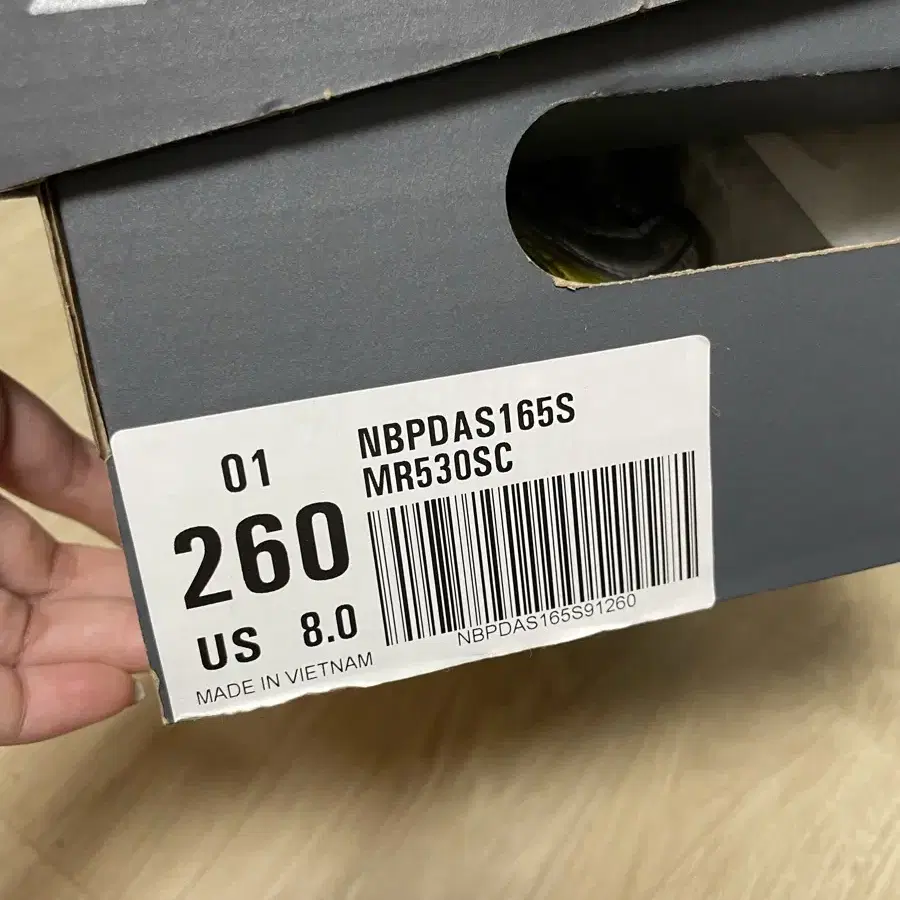 01
NBPDAS165S
MR530SC
260
US 8.0
NBPDAS165S91260
MADE IN VIETNAM